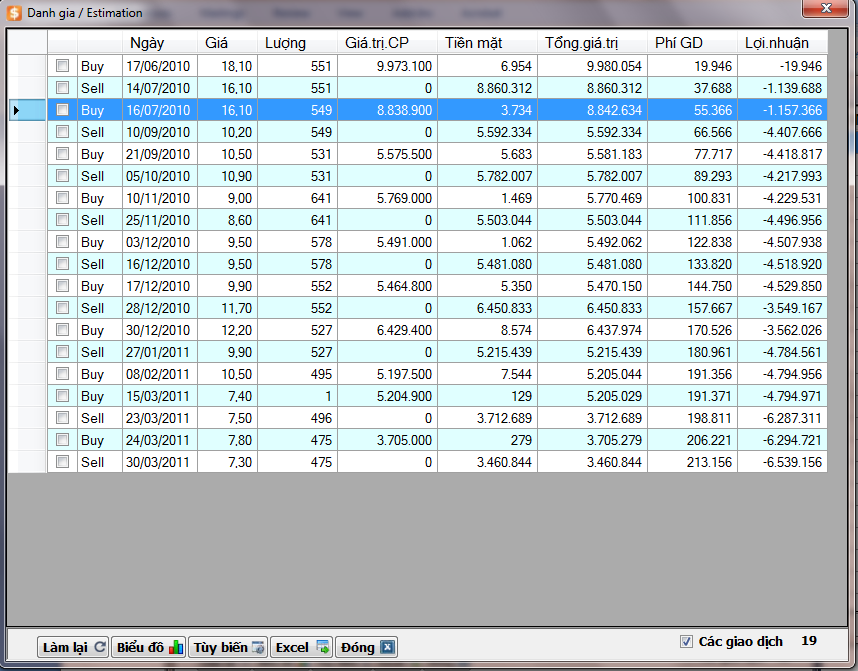 Danh gia / Estimation
Ngày Giá Lượng Giá.trị.CP Tiền mặt Tổng.giá.trị Phí GD Lợi.nhuận
Buy 17/06/2010 18,10 551 9.973.100 6.954 9.980.054 19.946 -19.946
Sell 14/07/2010 16,10 551 0 8.860.312 8.860.312 37.688 -1.139.688
Buy 16/07/2010 16,10 549 8.838.900 3.734 8.842.634 55.366 -1.157.366
Sell 10/09/2010 10,20 549 0 5.592.334 5.592.334 66.566 -4.407.666
Buy 21/09/2010 10,50 531 5.575.500 5.683 5.581.183 77.717 -4.418.817
Sell 05/10/2010 10,90 531 0 5.782.007 5.782.007 89.293 -4.217.993
Buy 10/11/2010 9,00 641 5.769.000 1.469 5.770.469 100.831 -4.229.531
Sell 25/11/2010 8,60 641 0 5.503.044 5.503.044 111.856 -4.496.956
Buy 03/12/2010 9,50 578 5.491.000 1.062 5.492.062 122.838 -4.507.938
Sell 16/12/2010 9,50 578 0 5.481.080 5.481.080 133.820 -4.518.920
Buy 17/12/2010 9,90 552 5.464.800 5.350 5.470.150 144.750 -4.529.850
Sell 28/12/2010 11,70 552 0 6.450.833 6.450.833 157.667 -3.549.167
Buy 30/12/2010 12,20 527 6.429.400 8.574 6.437.974 170.526 -3.562.026
Sell 27/01/2011 9,90 527 0 5.215.439 5.215.439 180.961 -4.784.561
Buy 08/02/2011 10,50 495 5.197.500 7.544 5.205.044 191.356 -4.794.956
Buy 15/03/2011 7,40 1 5.204.900 129 5.205.029 191.371 -4.794.971
Sell 23/03/2011 7,50 496 0 3.712.689 3.712.689 198.811 -6.287.311
Buy 24/03/2011 7,80 475 3.705.000 279 3.705.279 206.221 -6.294.721
Sell 30/03/2011 7,30 475 0 3.460.844 3.460.844 213.156 -6.539.156
Làm lại Biểu đồ Tùy biến Excel Đóng Các giao dịch 19